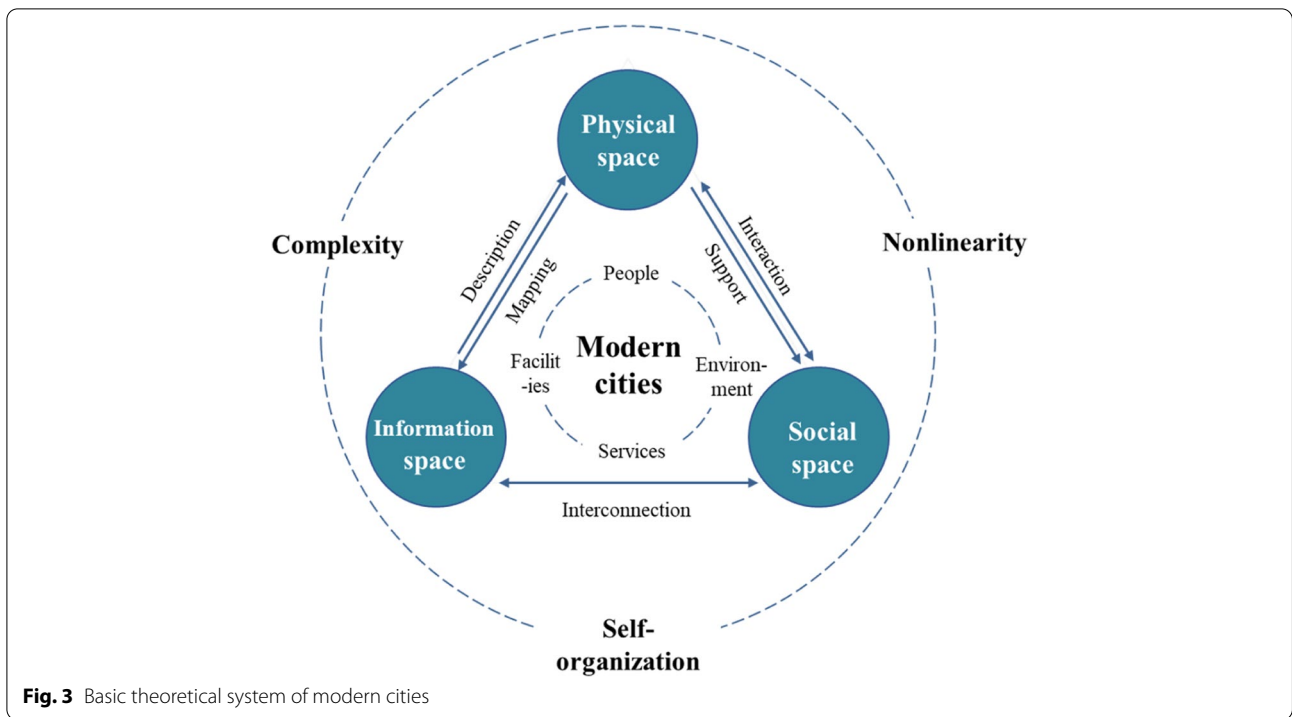 Physical
space
Complexity
Nonlinearity
Description
Mapping
Interaction
Support
People
Modern
cities
Facilit
-ies
Environ-
ment
Services
Information
space
Social
space
Interconnection
Self-
organization
Fig. 3 Basic theoretical system of modern cities